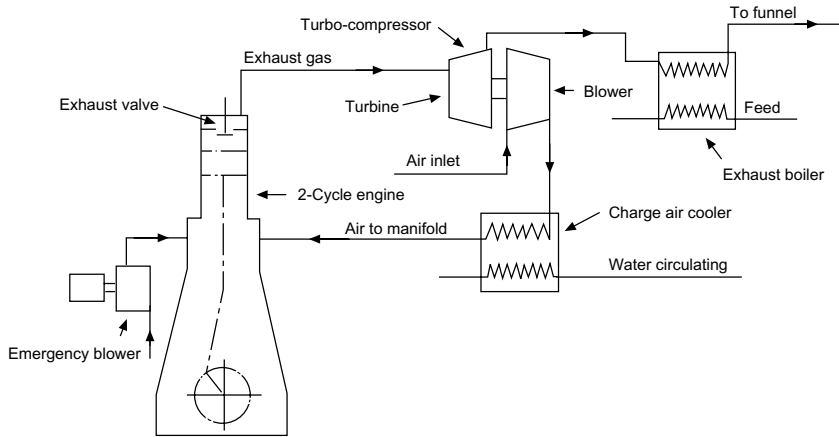 To funnel
Turbo-compressor
Exhaust gas
Exhaust valve
Turbine
Blower
Feed
Air inlet
Exhaust boiler
2-Cycle engine
Charge air cooler
Air to manifold
Water circulating
Emergency blower